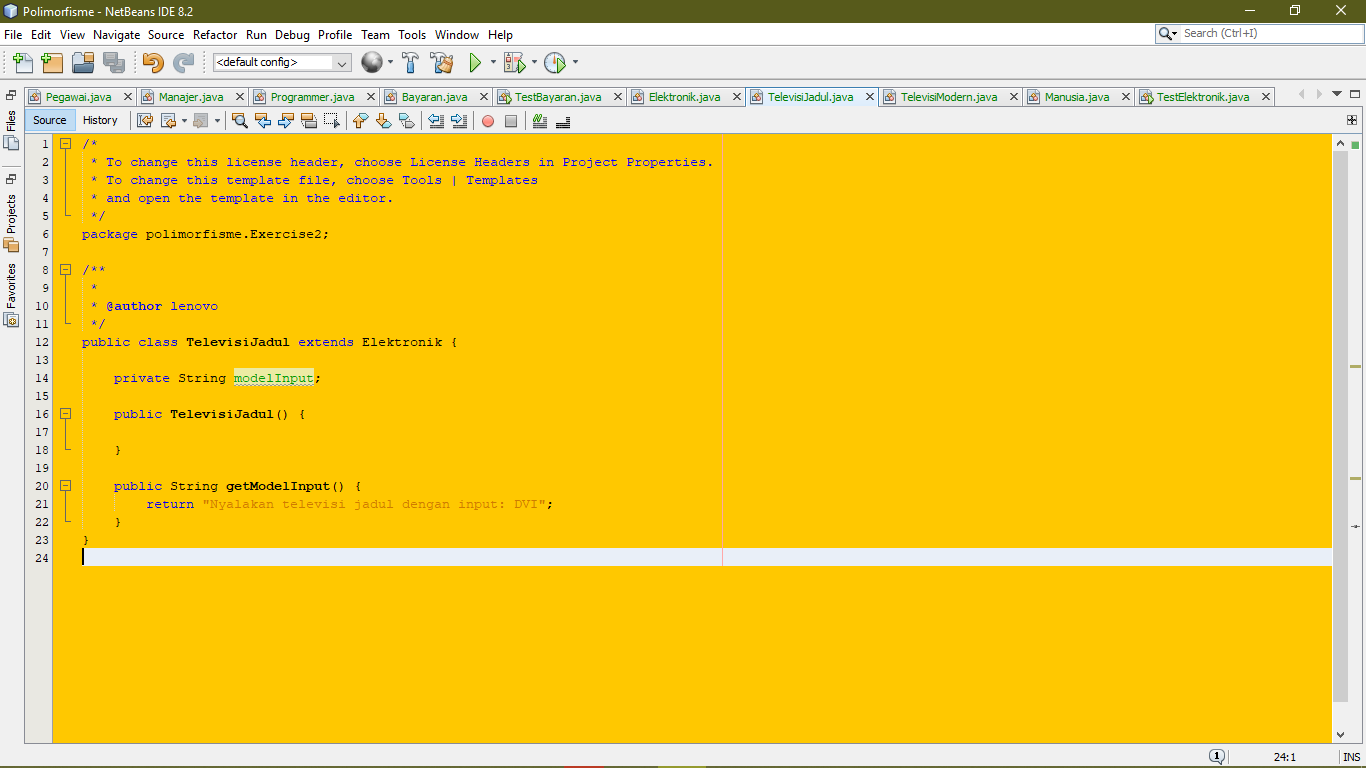 Polimorfisme - NetBeans IDE 8.2
File Edit View Navigate Source Refactor Run Debug Profile Team Tools Window Help
Search (Ctrl+I)
<default config>
Pegawai.java Manajer.java Programmer.java Bayaran.java TestBayaran.java Elektronik.java TelevisiJadul.java TelevisiModern.java Manusia.java TestElektronik.java
Files
Projects
Favorites
Source History
1 /*
2 * To change this license header, choose License Headers in Project Properties.
3 * To change this template file, choose Tools | Templates
4 * and open the template in the editor.
5 */
6 package polimorfisme.Exercise2;
7
8 /**
9 *
10 * @author lenovo
11 */
12 public class TelevisiJadul extends Elektronik {
13
14 private String modelInput;
15
16 public TelevisiJadul() {
17
18 }
19
20 public String getModelInput() {
21 return "Nyalakan televisi jadul dengan input: DVI";
22 }
23 }
24
1
24:1
INS